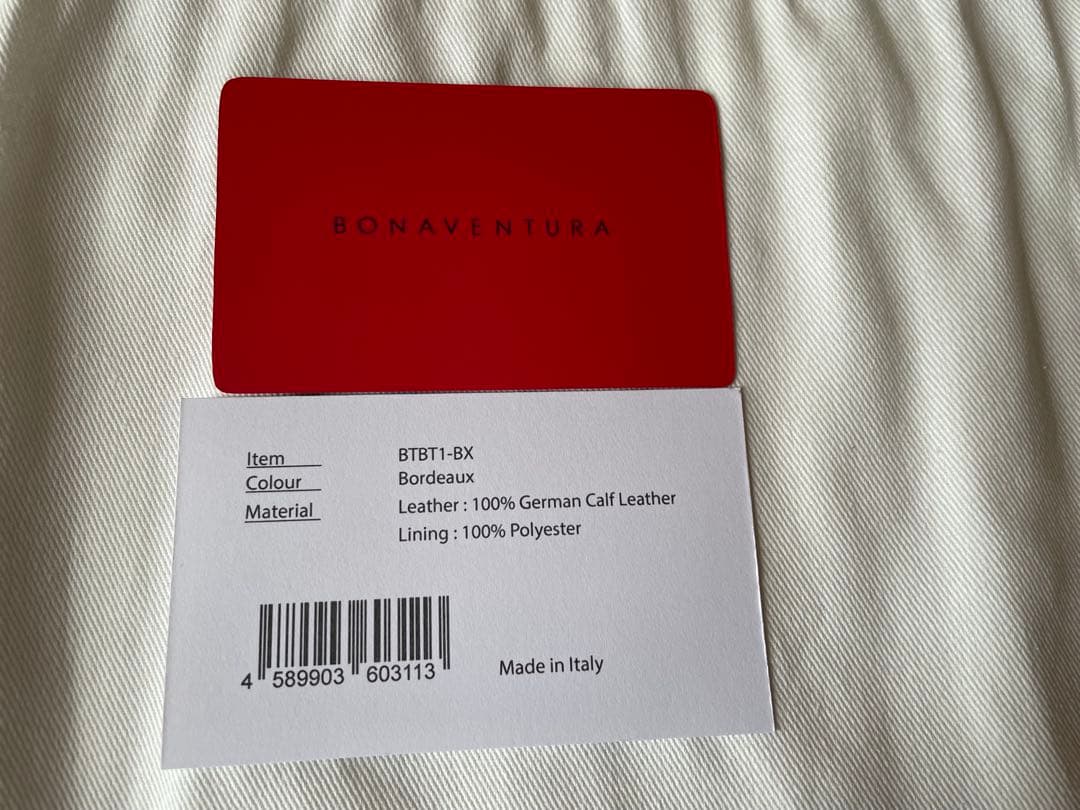 BONAVENTURA
Item BTBT1-BX
Colour Bordeaux
Material Leather : 100% German Calf Leather
Lining : 100% Polyester
4 589903 603113
Made in Italy